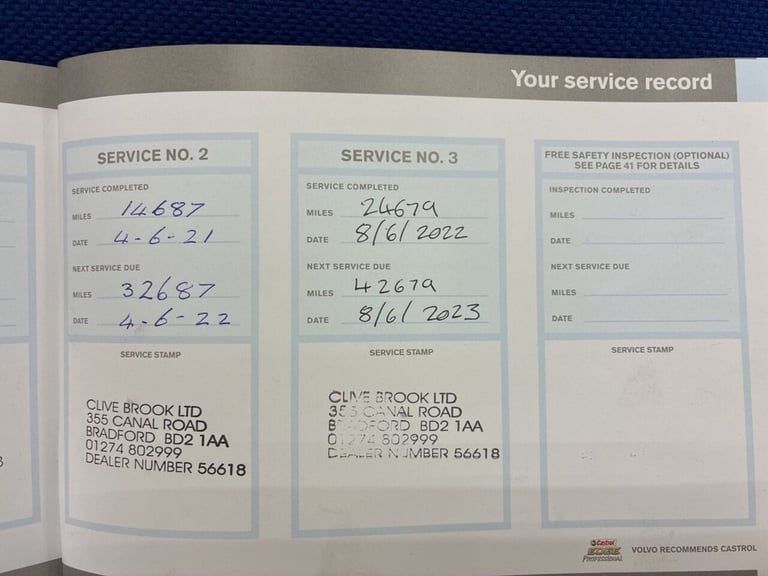 Your service record
SERVICE NO. 2
SERVICE COMPLETED
MILES 14687
DATE 4-6-21
NEXT SERVICE DUE
MILES 32687
DATE 4-6-22
SERVICE STAMP
CLIVE BROOK LTD
355 CANAL ROAD
BRADFORD BD2 1AA
01274 802999
DEALER NUMBER 56618
SERVICE NO. 3
SERVICE COMPLETED
MILES 24679
DATE 8/6/2022
NEXT SERVICE DUE
MILES 42679
DATE 8/6/2023
SERVICE STAMP
CLIVE BROOK LTD
355 CANAL ROAD
BRADFORD BD2 1AA
01274 802999
DEALER NUMBER 56618
FREE SAFETY INSPECTION (OPTIONAL)
SEE PAGE 41 FOR DETAILS
INSPECTION COMPLETED
MILES
DATE
NEXT SERVICE DUE
MILES
DATE
SERVICE STAMP
Castrol
EDGE
PROFESSIONAL
VOLVO RECOMMENDS CASTROL